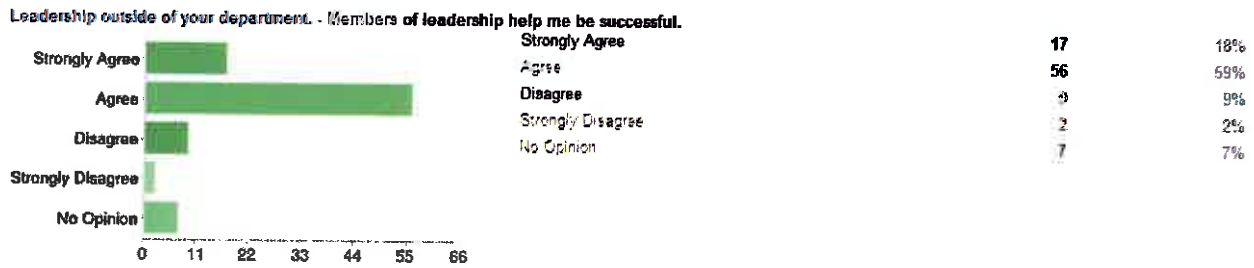 Leadership outside of your department. - Members of leadership help me be successful.
Strongly Agree
Agree
Disagree
Strongly Disagree
No Opinion
0 11 22 33 44 55 66
Strongly Agree 17 18%
Agree 56 59%
Disagree 9%
Strongly Disagree 2 2%
No Opinion 7 7%